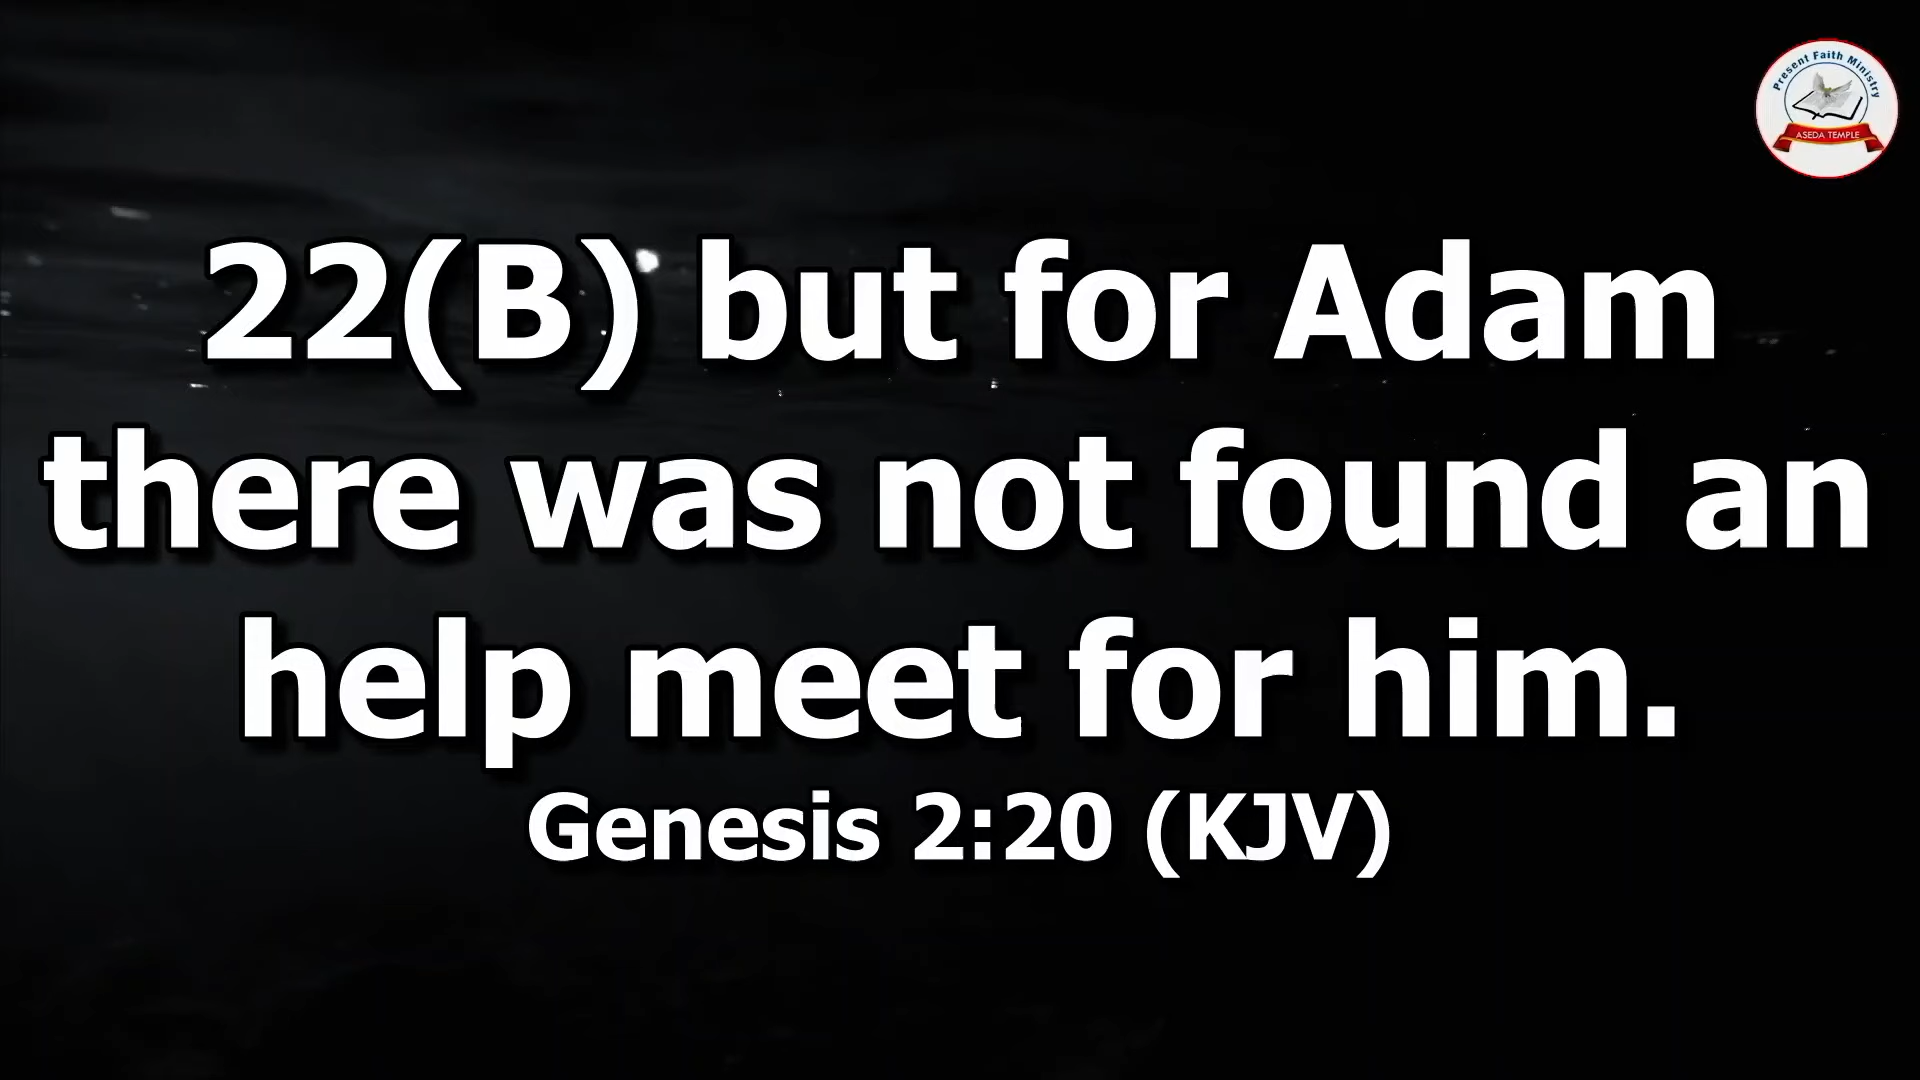 Present Faith Ministry
ASEDA TEMPLE
22(B) but for Adam
there was not found an
help meet for him.
Genesis 2:20 (KJV)